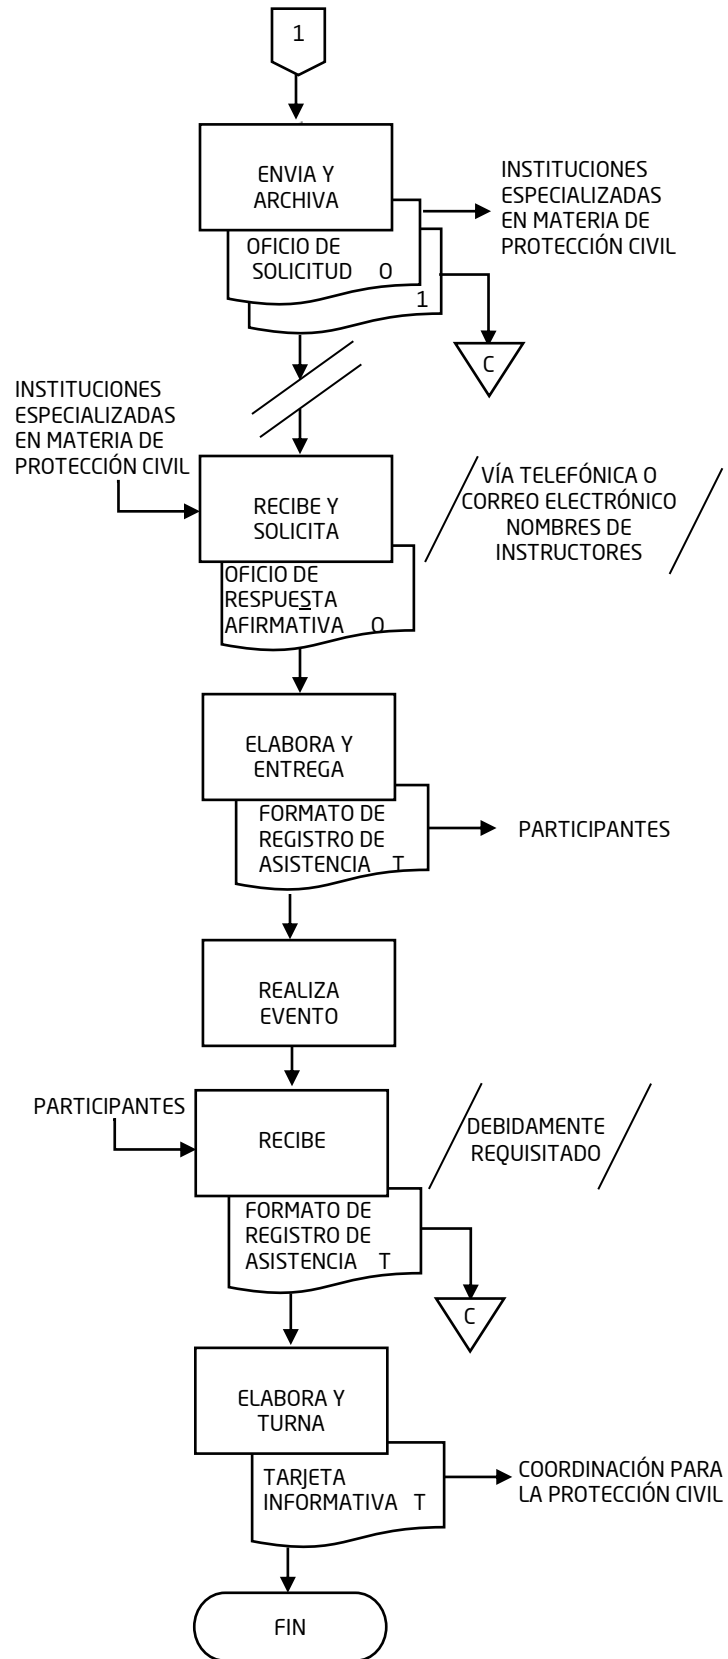 1
ENVIA Y
ARCHIVA
INSTITUCIONES
ESPECIALIZADAS
EN MATERIA DE
PROTECCIÓN CIVIL
OFICIO DE
SOLICITUD O
1
C
INSTITUCIONES
ESPECIALIZADAS
EN MATERIA DE
PROTECCIÓN CIVIL
RECIBE Y
SOLICITA
VÍA TELEFÓNICA O
CORREO ELECTRÓNICO
NOMBRES DE
INSTRUCTORES
OFICIO DE
RESPUESTA
AFIRMATIVA O
ELABORA Y
ENTREGA
FORMATO DE
REGISTRO DE
ASISTENCIA T
PARTICIPANTES
REALIZA
EVENTO
PARTICIPANTES
RECIBE
DEBIDAMENTE
REQUISITADO
FORMATO DE
REGISTRO DE
ASISTENCIA T
C
ELABORA Y
TURNA
TARJETA
INFORMATIVA T
COORDINACIÓN PARA
LA PROTECCIÓN CIVIL
FIN